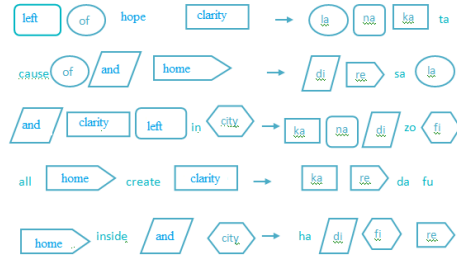 left of hope clarity → la na ka ta
cause of and home → di re sa la
and clarity left in city → ka na di zo fi
all home create clarity → ka re da fu
home inside and city → ha di fi re